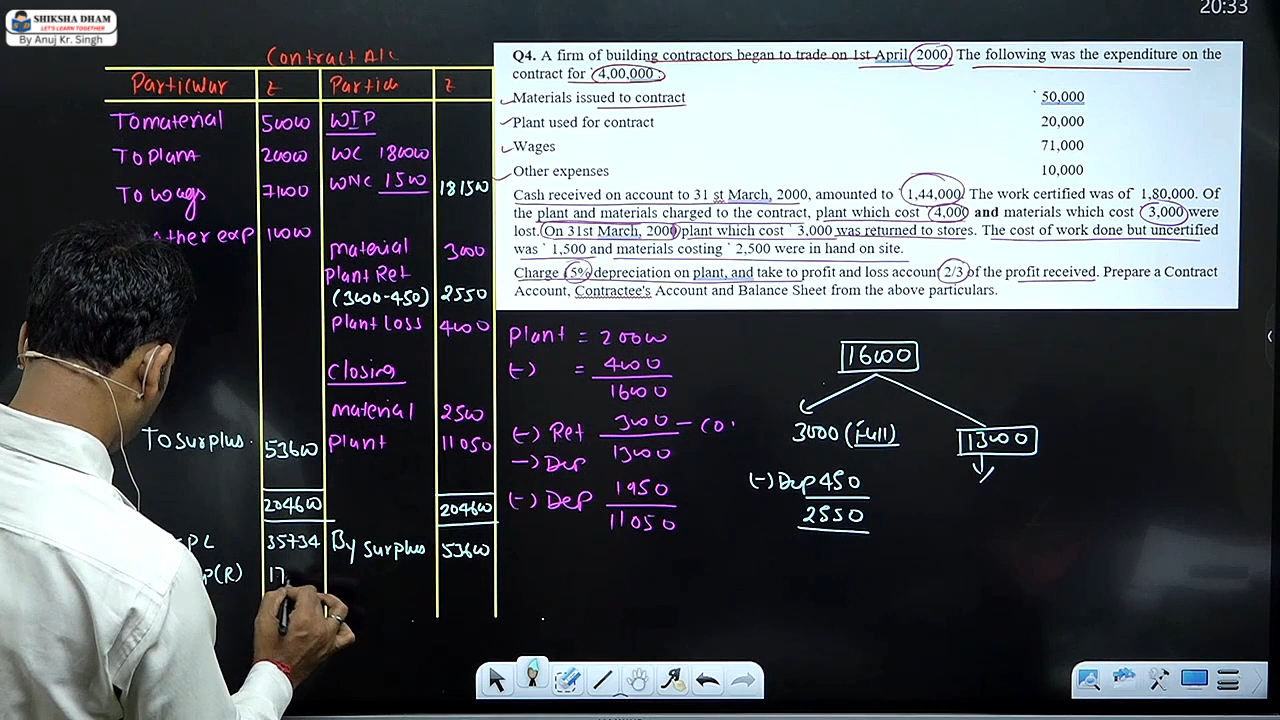 20:33
SHIKSHA DHAM
LET'S LEARN TOGETHER
By Anuj Kr. Singh
Contract A/c
Particular z Particu z
To material 50000 WIP
To plant 20000 WC 180000
To wages 71000 WNC 1500 181500
other exp 10000
Material 3000
Plant Ret
(3000-450) 2550
Plant Loss 4000
Closing
Material 2500
To surplus 53600 Plant 11050
204600 204600
PL 35734 By surplus 53600
P(R) 17
Q4. A firm of building contractors began to trade on 1st April, 2000. The following was the expenditure on the
contract for ` 4,00,000 :
Materials issued to contract ` 50,000
Plant used for contract 20,000
Wages 71,000
Other expenses 10,000
Cash received on account to 31 st March, 2000, amounted to ` 1,44,000. The work certified was of 1,80,000. Of
the plant and materials charged to the contract, plant which cost ` 4,000 and materials which cost ` 3,000 were
lost. On 31st March, 2000 plant which cost ` 3,000 was returned to stores. The cost of work done but uncertified
was ` 1,500 and materials costing ` 2,500 were in hand on site.
Charge 5% depreciation on plant, and take to profit and loss account 2/3 of the profit received. Prepare a Contract
Account, Contractee's Account and Balance Sheet from the above particulars.
Plant = 20000
(-) = 4000
16000
(-) Ret 3000 - co.
-) Dep 13000
(-) Dep 1950
11050
16000
3000 (Full) 13000
(-) Dep 450
2550